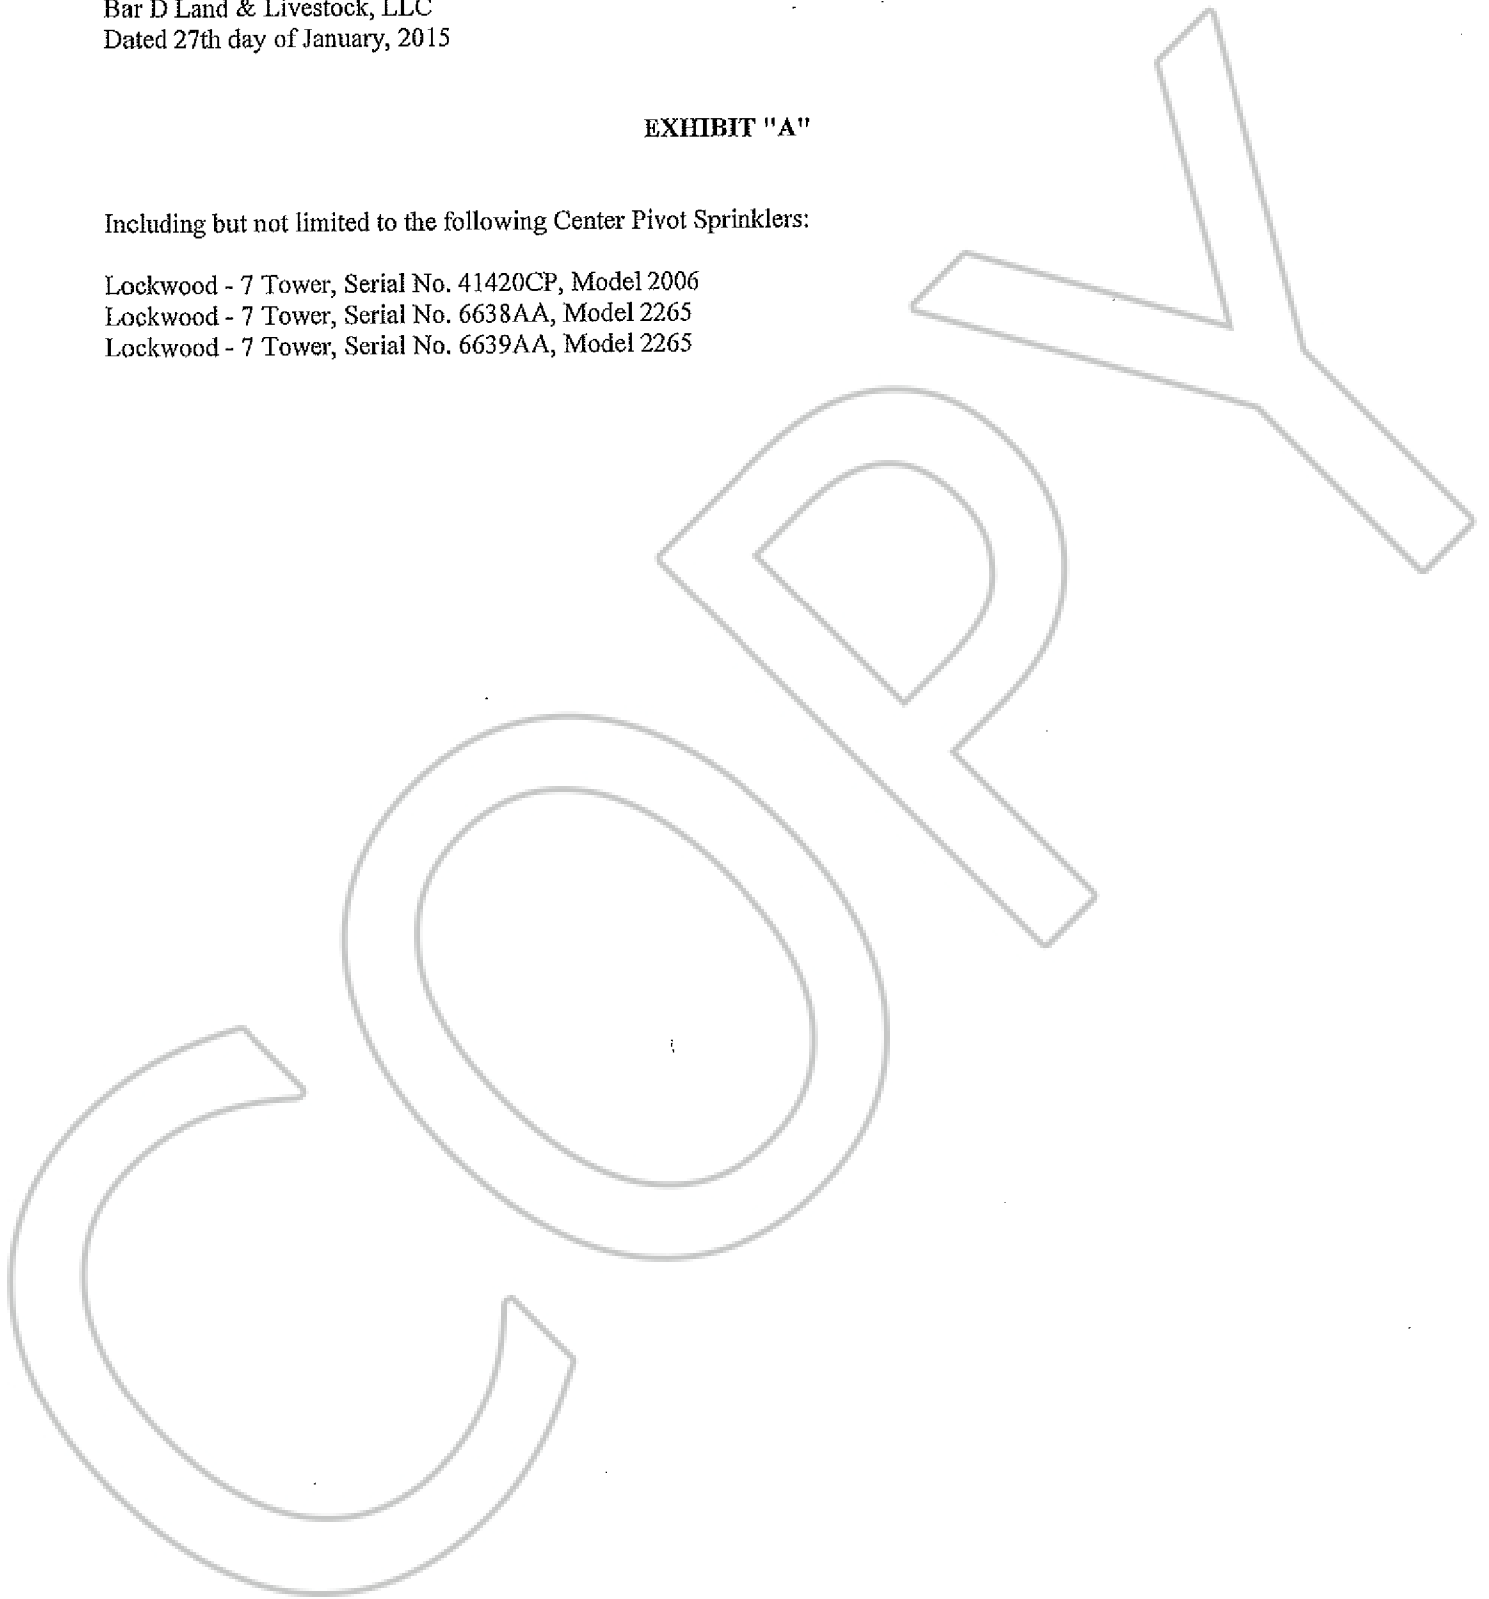 Bar D Land & Livestock, LLC
Dated 27th day of January, 2015
EXHIBIT "A"
Including but not limited to the following Center Pivot Sprinklers:
Lockwood - 7 Tower, Serial No. 41420CP, Model 2006
Lockwood - 7 Tower, Serial No. 6638AA, Model 2265
Lockwood - 7 Tower, Serial No. 6639AA, Model 2265
COPY